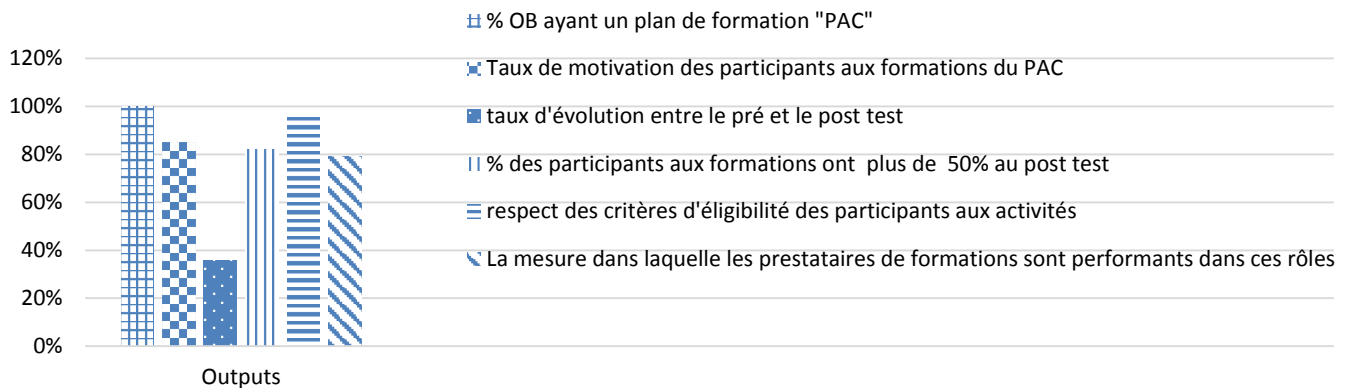 % OB ayant un plan de formation "PAC"
Taux de motivation des participants aux formations du PAC
taux d'évolution entre le pré et le post test
% des participants aux formations ont  plus de  50% au post test
respect des critères d'éligibilité des participants aux activités
La mesure dans laquelle les prestataires de formations sont performants dans ces rôles
120%
100%
80%
60%
40%
20%
0%
Outputs